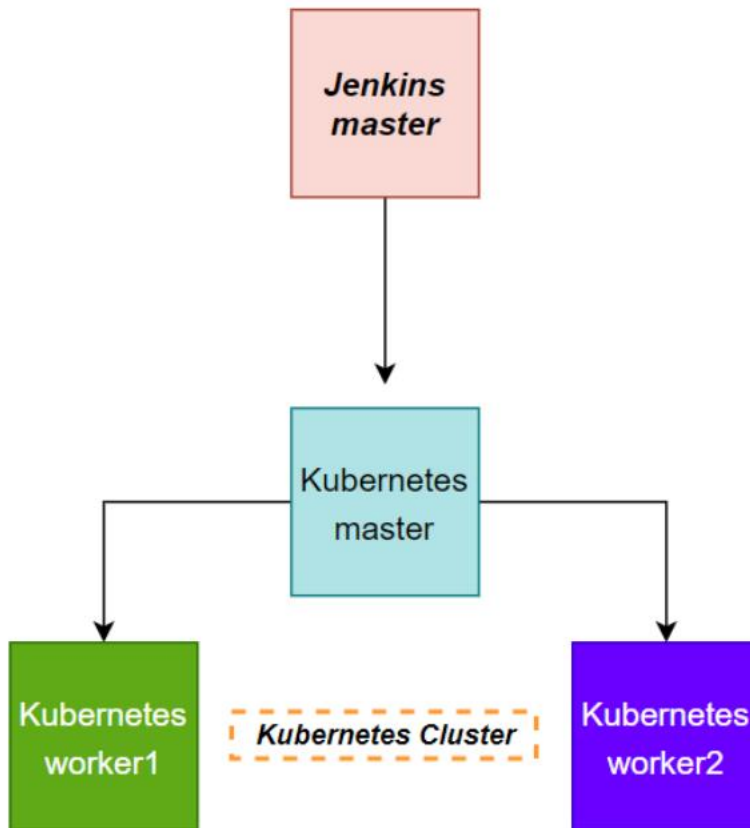 Jenkins
master
Kubernetes
master
Kubernetes
worker1
Kubernetes Cluster
Kubernetes
worker2